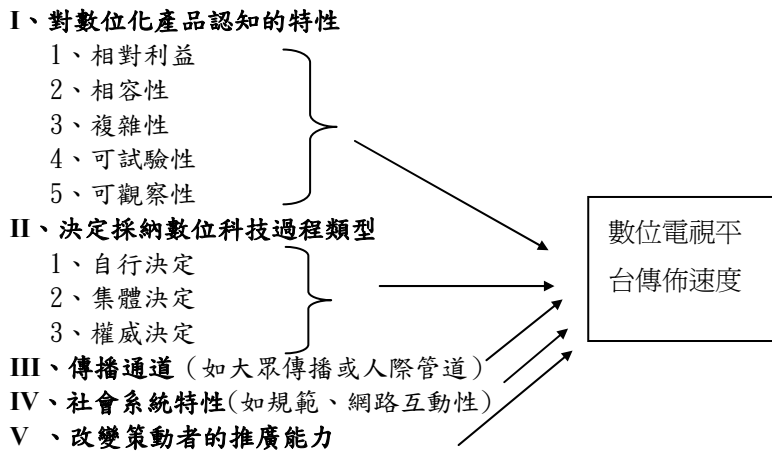 I、對數位化產品認知的特性
1、相對利益
2、相容性
3、複雜性
4、可試驗性
5、可觀察性
II、決定採納數位科技過程類型
1、自行決定
2、集體決定
3、權威決定
III、傳播通道（如大眾傳播或人際管道）
IV、社會系統特性(如規範、網路互動性)
V 、改變策動者的推廣能力
數位電視平
台傳佈速度